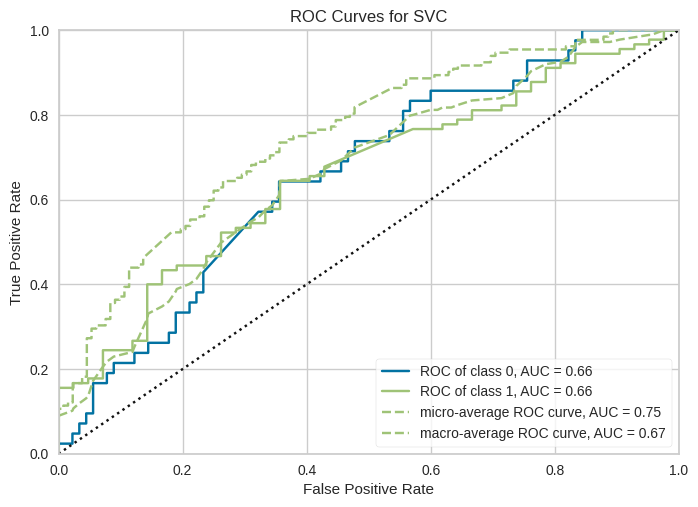 ROC Curves for SVC
True Positive Rate
1.0
0.8
0.6
0.4
0.2
0.0
ROC of class 0, AUC = 0.66
ROC of class 1, AUC = 0.66
micro-average ROC curve, AUC = 0.75
macro-average ROC curve, AUC = 0.67
0.0 0.2 0.4 0.6 0.8 1.0
False Positive Rate